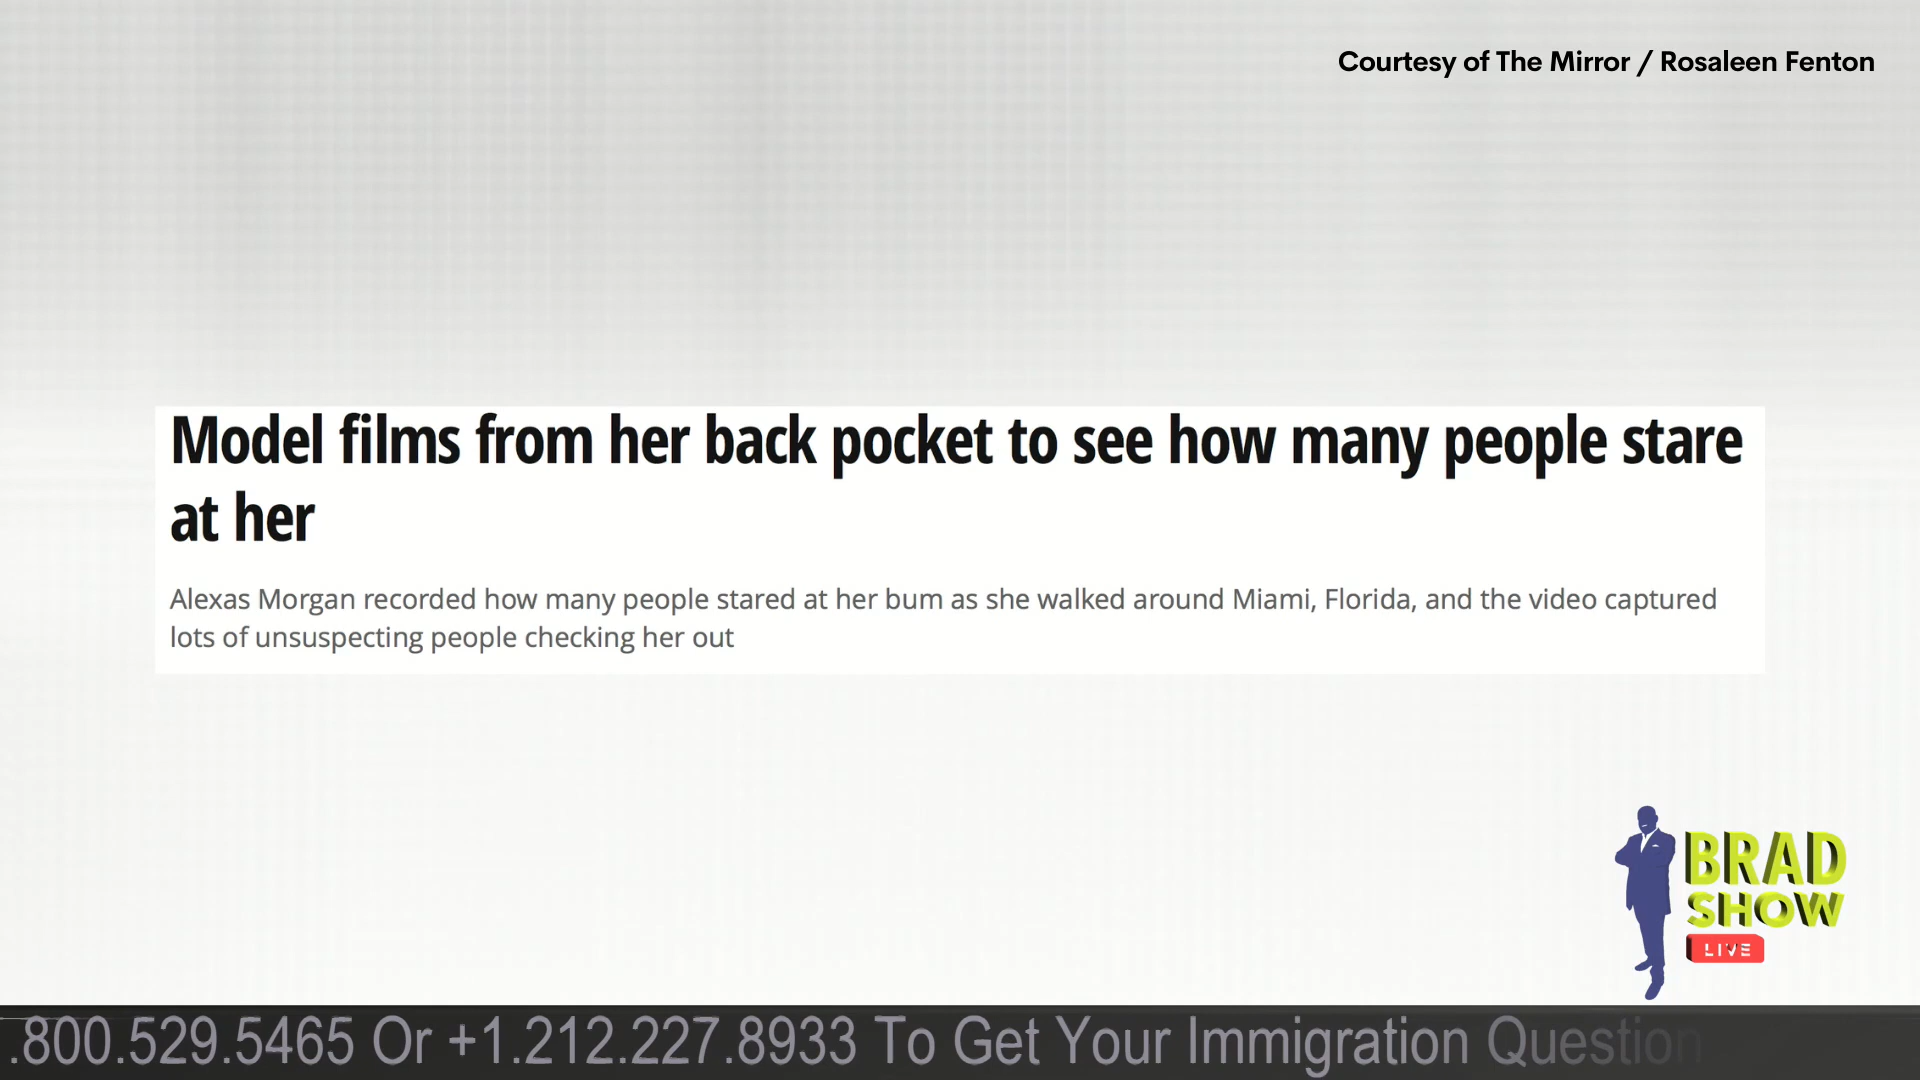 Courtesy of The Mirror / Rosaleen Fenton
Model films from her back pocket to see how many people stare
at her
Alexas Morgan recorded how many people stared at her bum as she walked around Miami, Florida, and the video captured
lots of unsuspecting people checking her out
BRAD
SHOW
LIVE
.800.529.5465 Or +1.212.227.8933 To Get Your Immigration Question